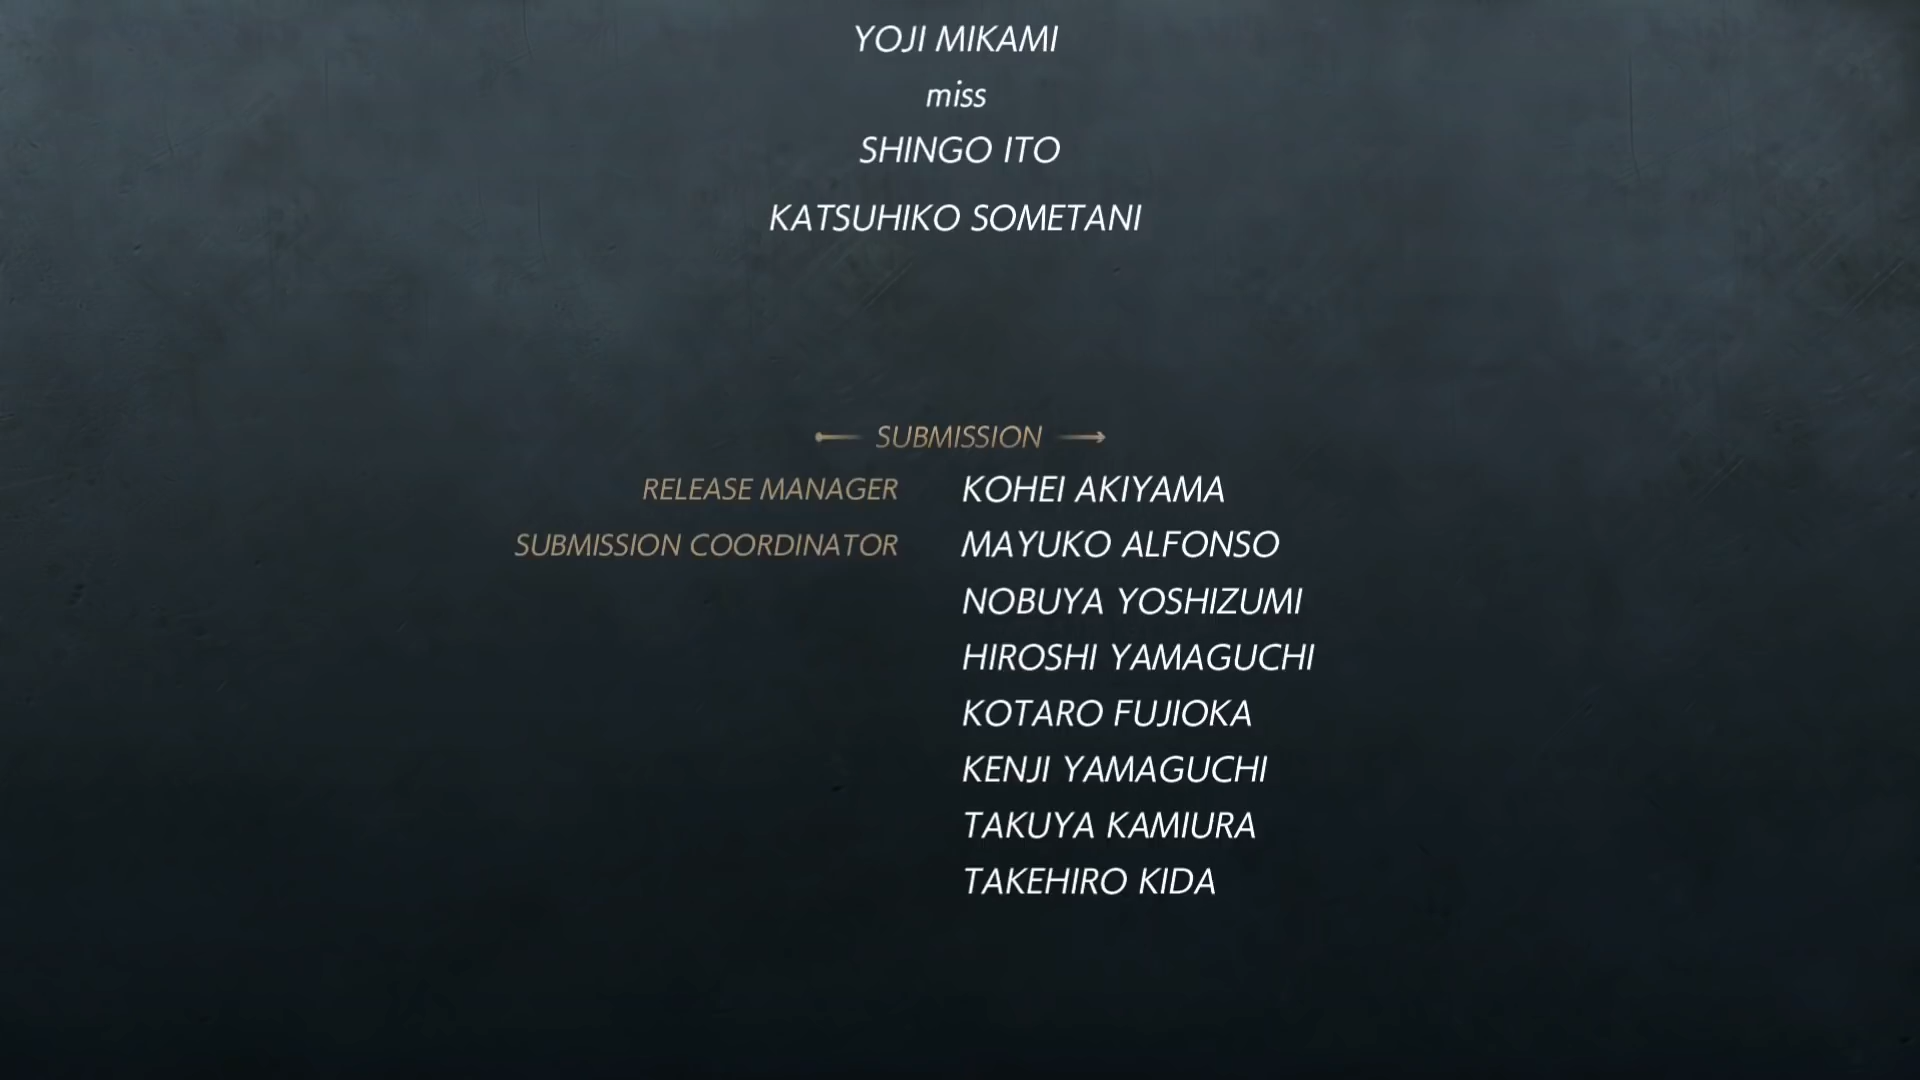 YOJI MIKAMI
miss
SHINGO ITO
KATSUHIKO SOMETANI
SUBMISSION
RELEASE MANAGER KOHEI AKIYAMA
SUBMISSION COORDINATOR MAYUKO ALFONSO
NOBUYA YOSHIZUMI
HIROSHI YAMAGUCHI
KOTARO FUJIOKA
KENJI YAMAGUCHI
TAKUYA KAMIURA
TAKEHIRO KIDA